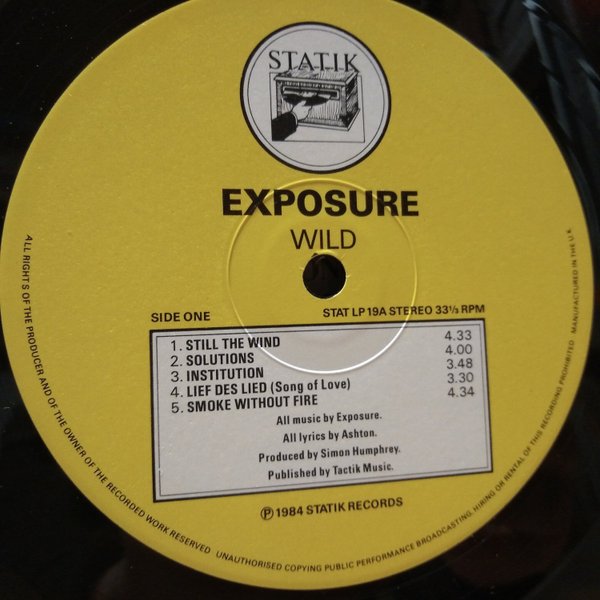 STATIK
EXPOSURE
WILD
SIDE ONE
STAT LP 19A STEREO 33⅓ RPM
1. STILL THE WIND 4.33
2. SOLUTIONS 4.00
3. INSTITUTION 3.48
4. LIEF DES LIED (Song of Love) 3.30
5. SMOKE WITHOUT FIRE 4.34
All music by Exposure.
All lyrics by Ashton.
Produced by Simon Humphrey.
Published by Tactik Music.
℗ 1984 STATIK RECORDS
ALL RIGHTS OF THE PRODUCER AND OF THE OWNER OF THE RECORDED WORK RESERVED UNAUTHORISED COPYING PUBLIC PERFORMANCE BROADCASTING, HIRING OR RENTAL OF THIS RECORDING PROHIBITED MANUFACTURED IN THE U.K.